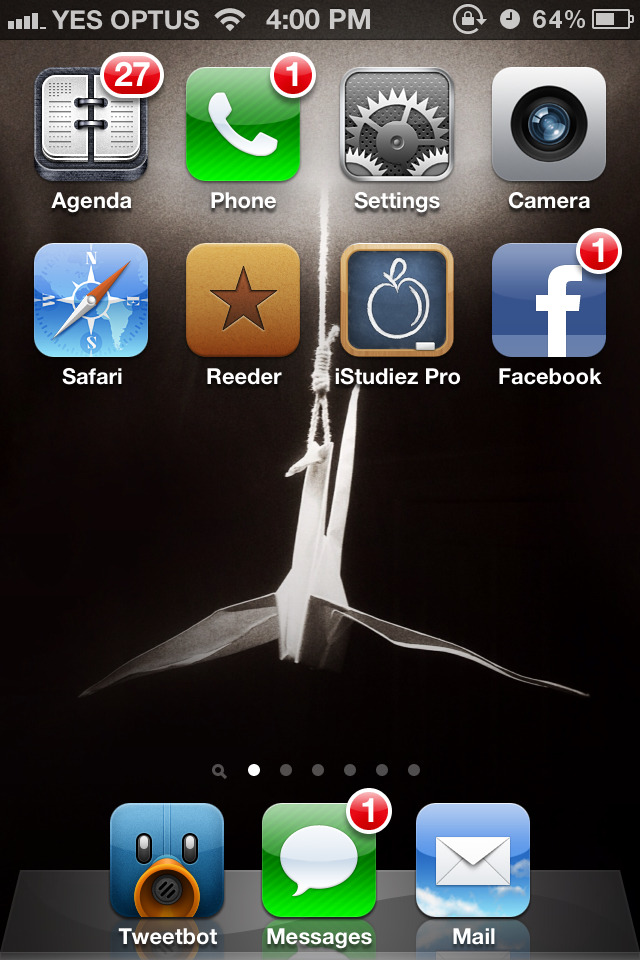 YES OPTUS 4:00 PM 64%
27 1
Agenda Phone Settings Camera
N W E S f 1
Safari Reeder iStudiez Pro Facebook
1
Tweetbot Messages Mail